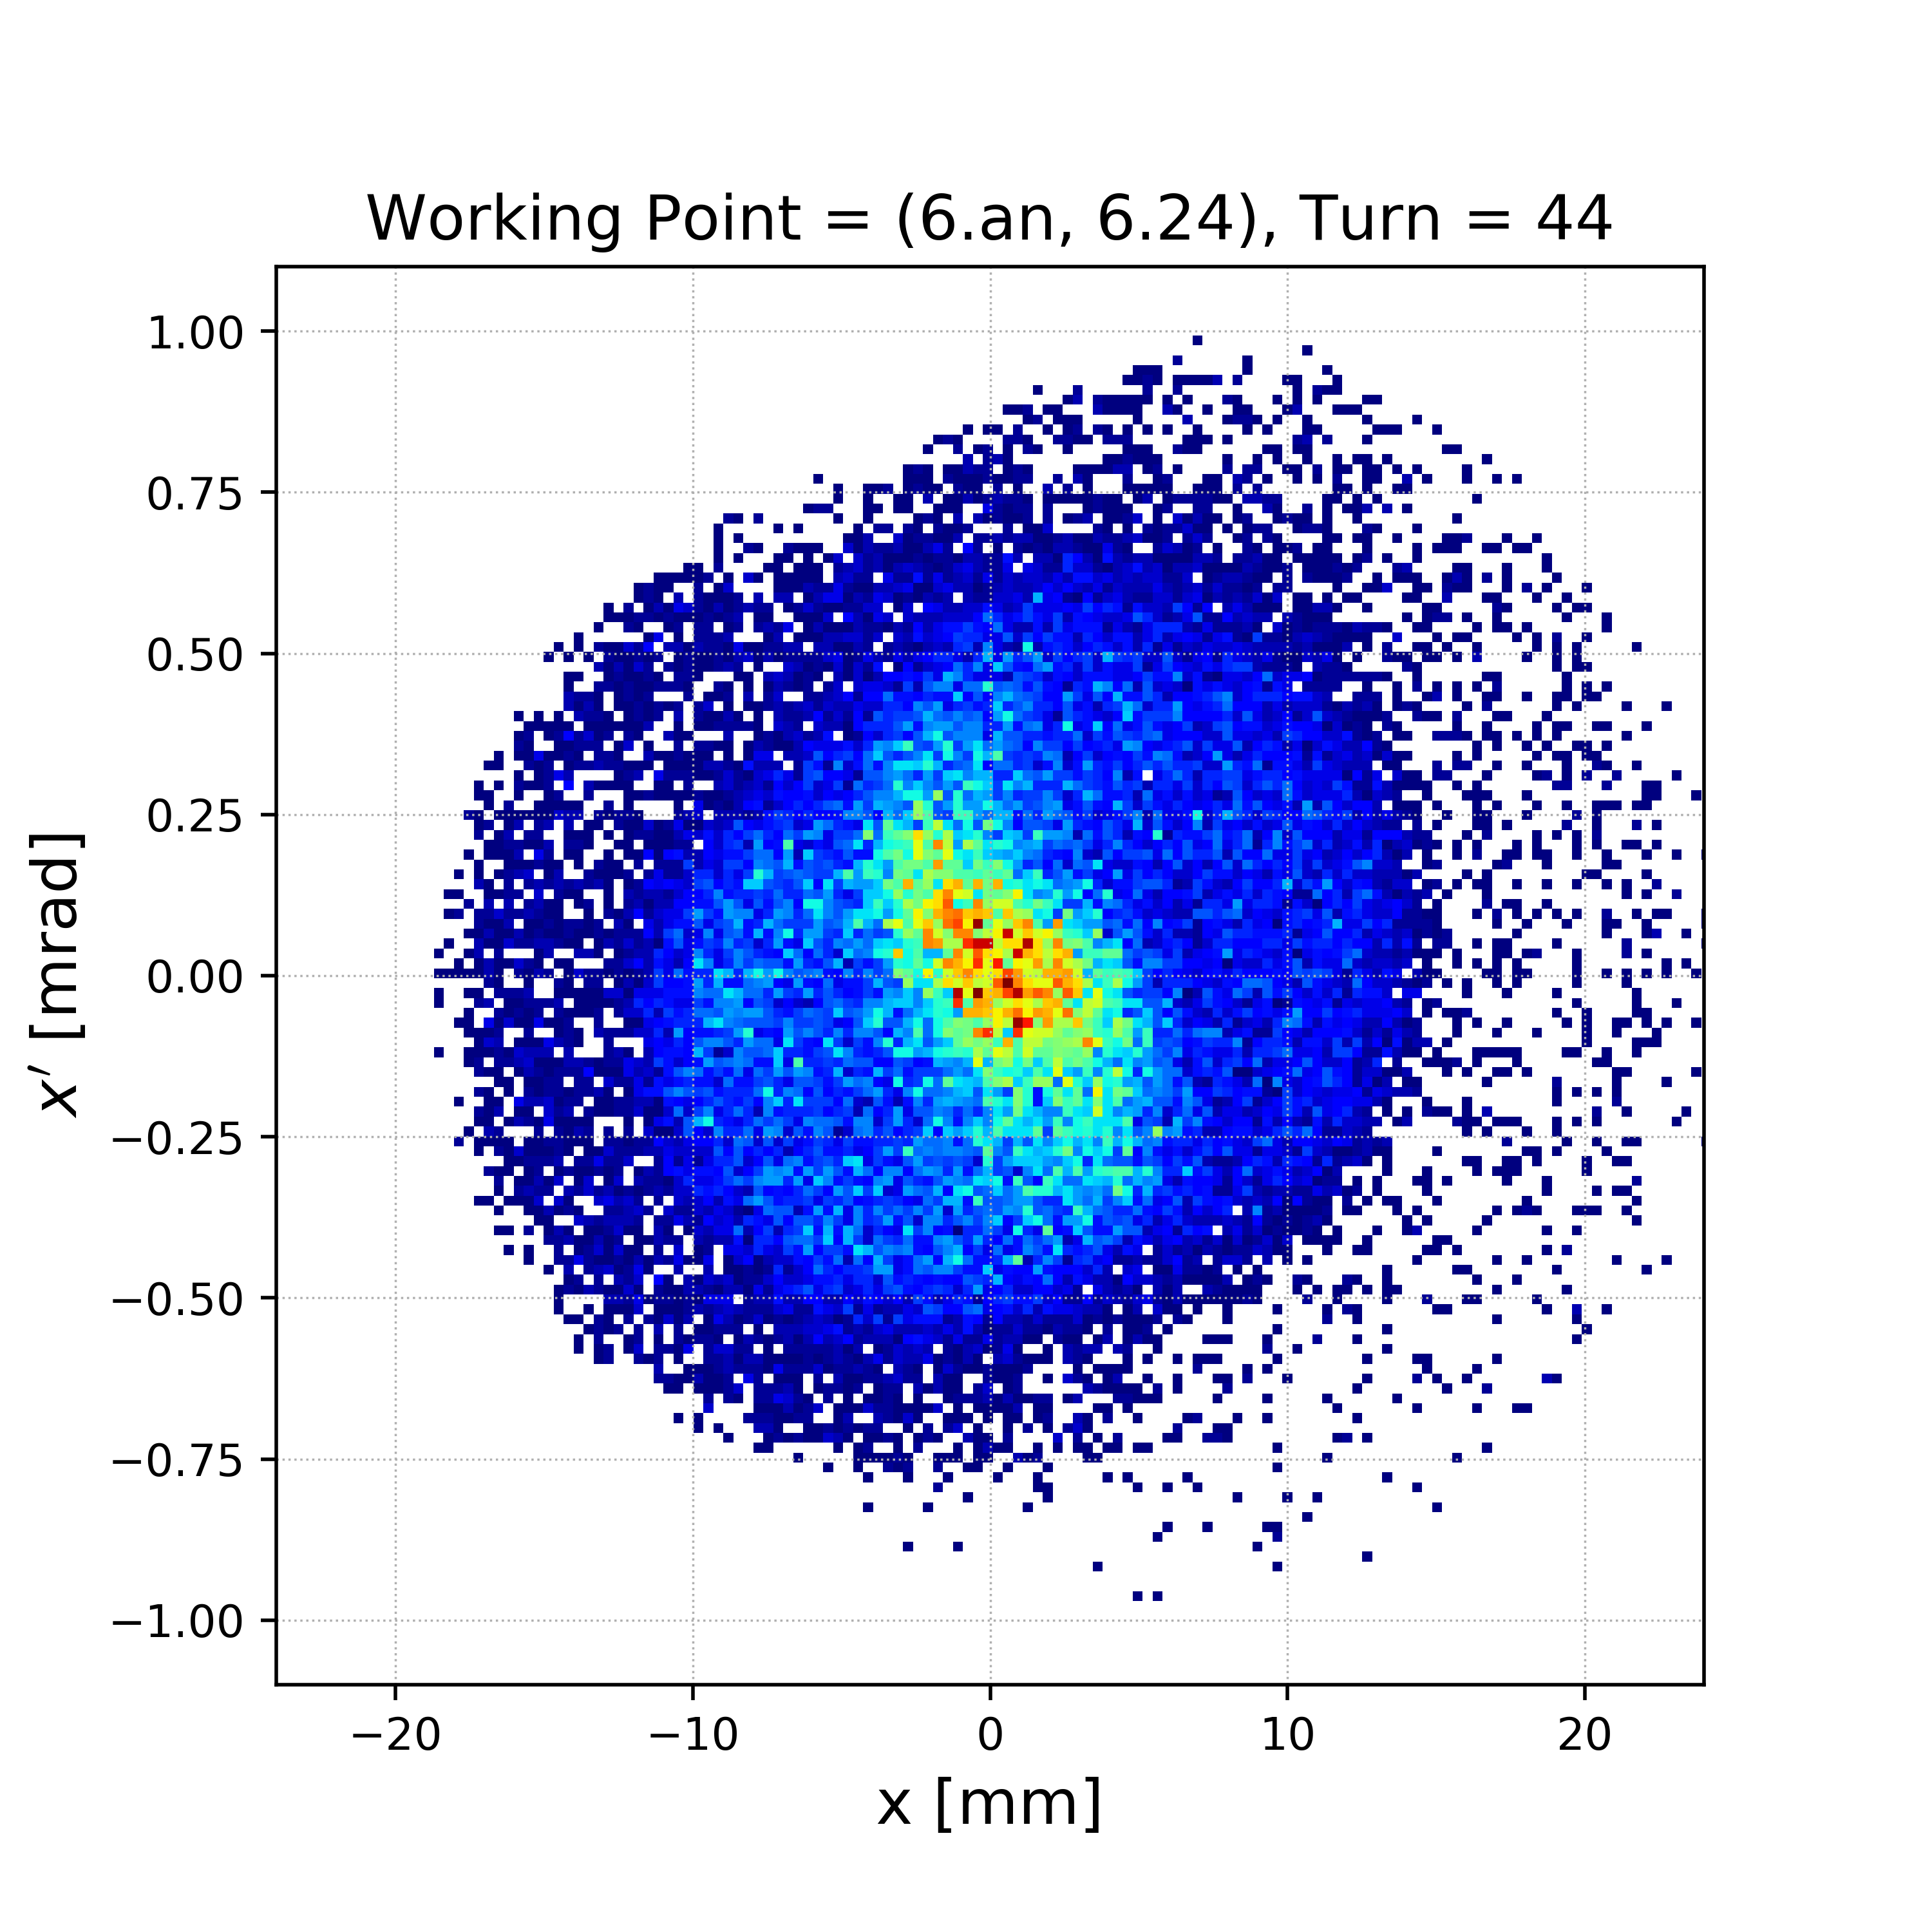 Working Point = (6.an, 6.24), Turn = 44
1.00
0.75
0.50
0.25
0.00
−0.25
−0.50
−0.75
−1.00
x′ [mrad]
−20 −10 0 10 20
x [mm]